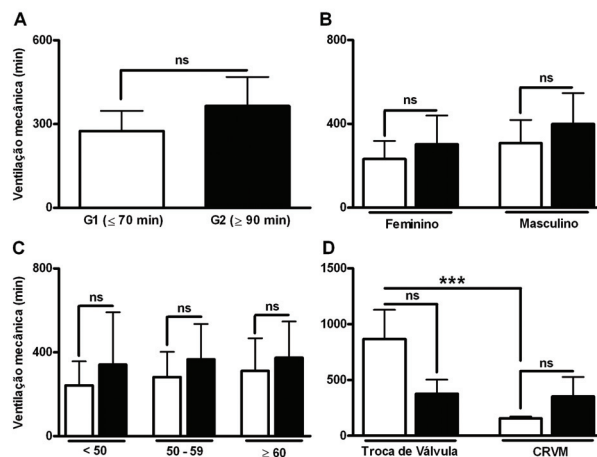 A
B
600
300
0
Ventilação mecânica (min)
ns
G1 (≤ 70 min)
G2 (≥ 90 min)
800
400
0
ns
ns
Feminino
Masculino
C
D
800
400
0
Ventilação mecânica (min)
ns
ns
ns
< 50
50 - 59
≥ 60
1500
1000
500
0
***
ns
ns
Troca de Válvula
CRVM